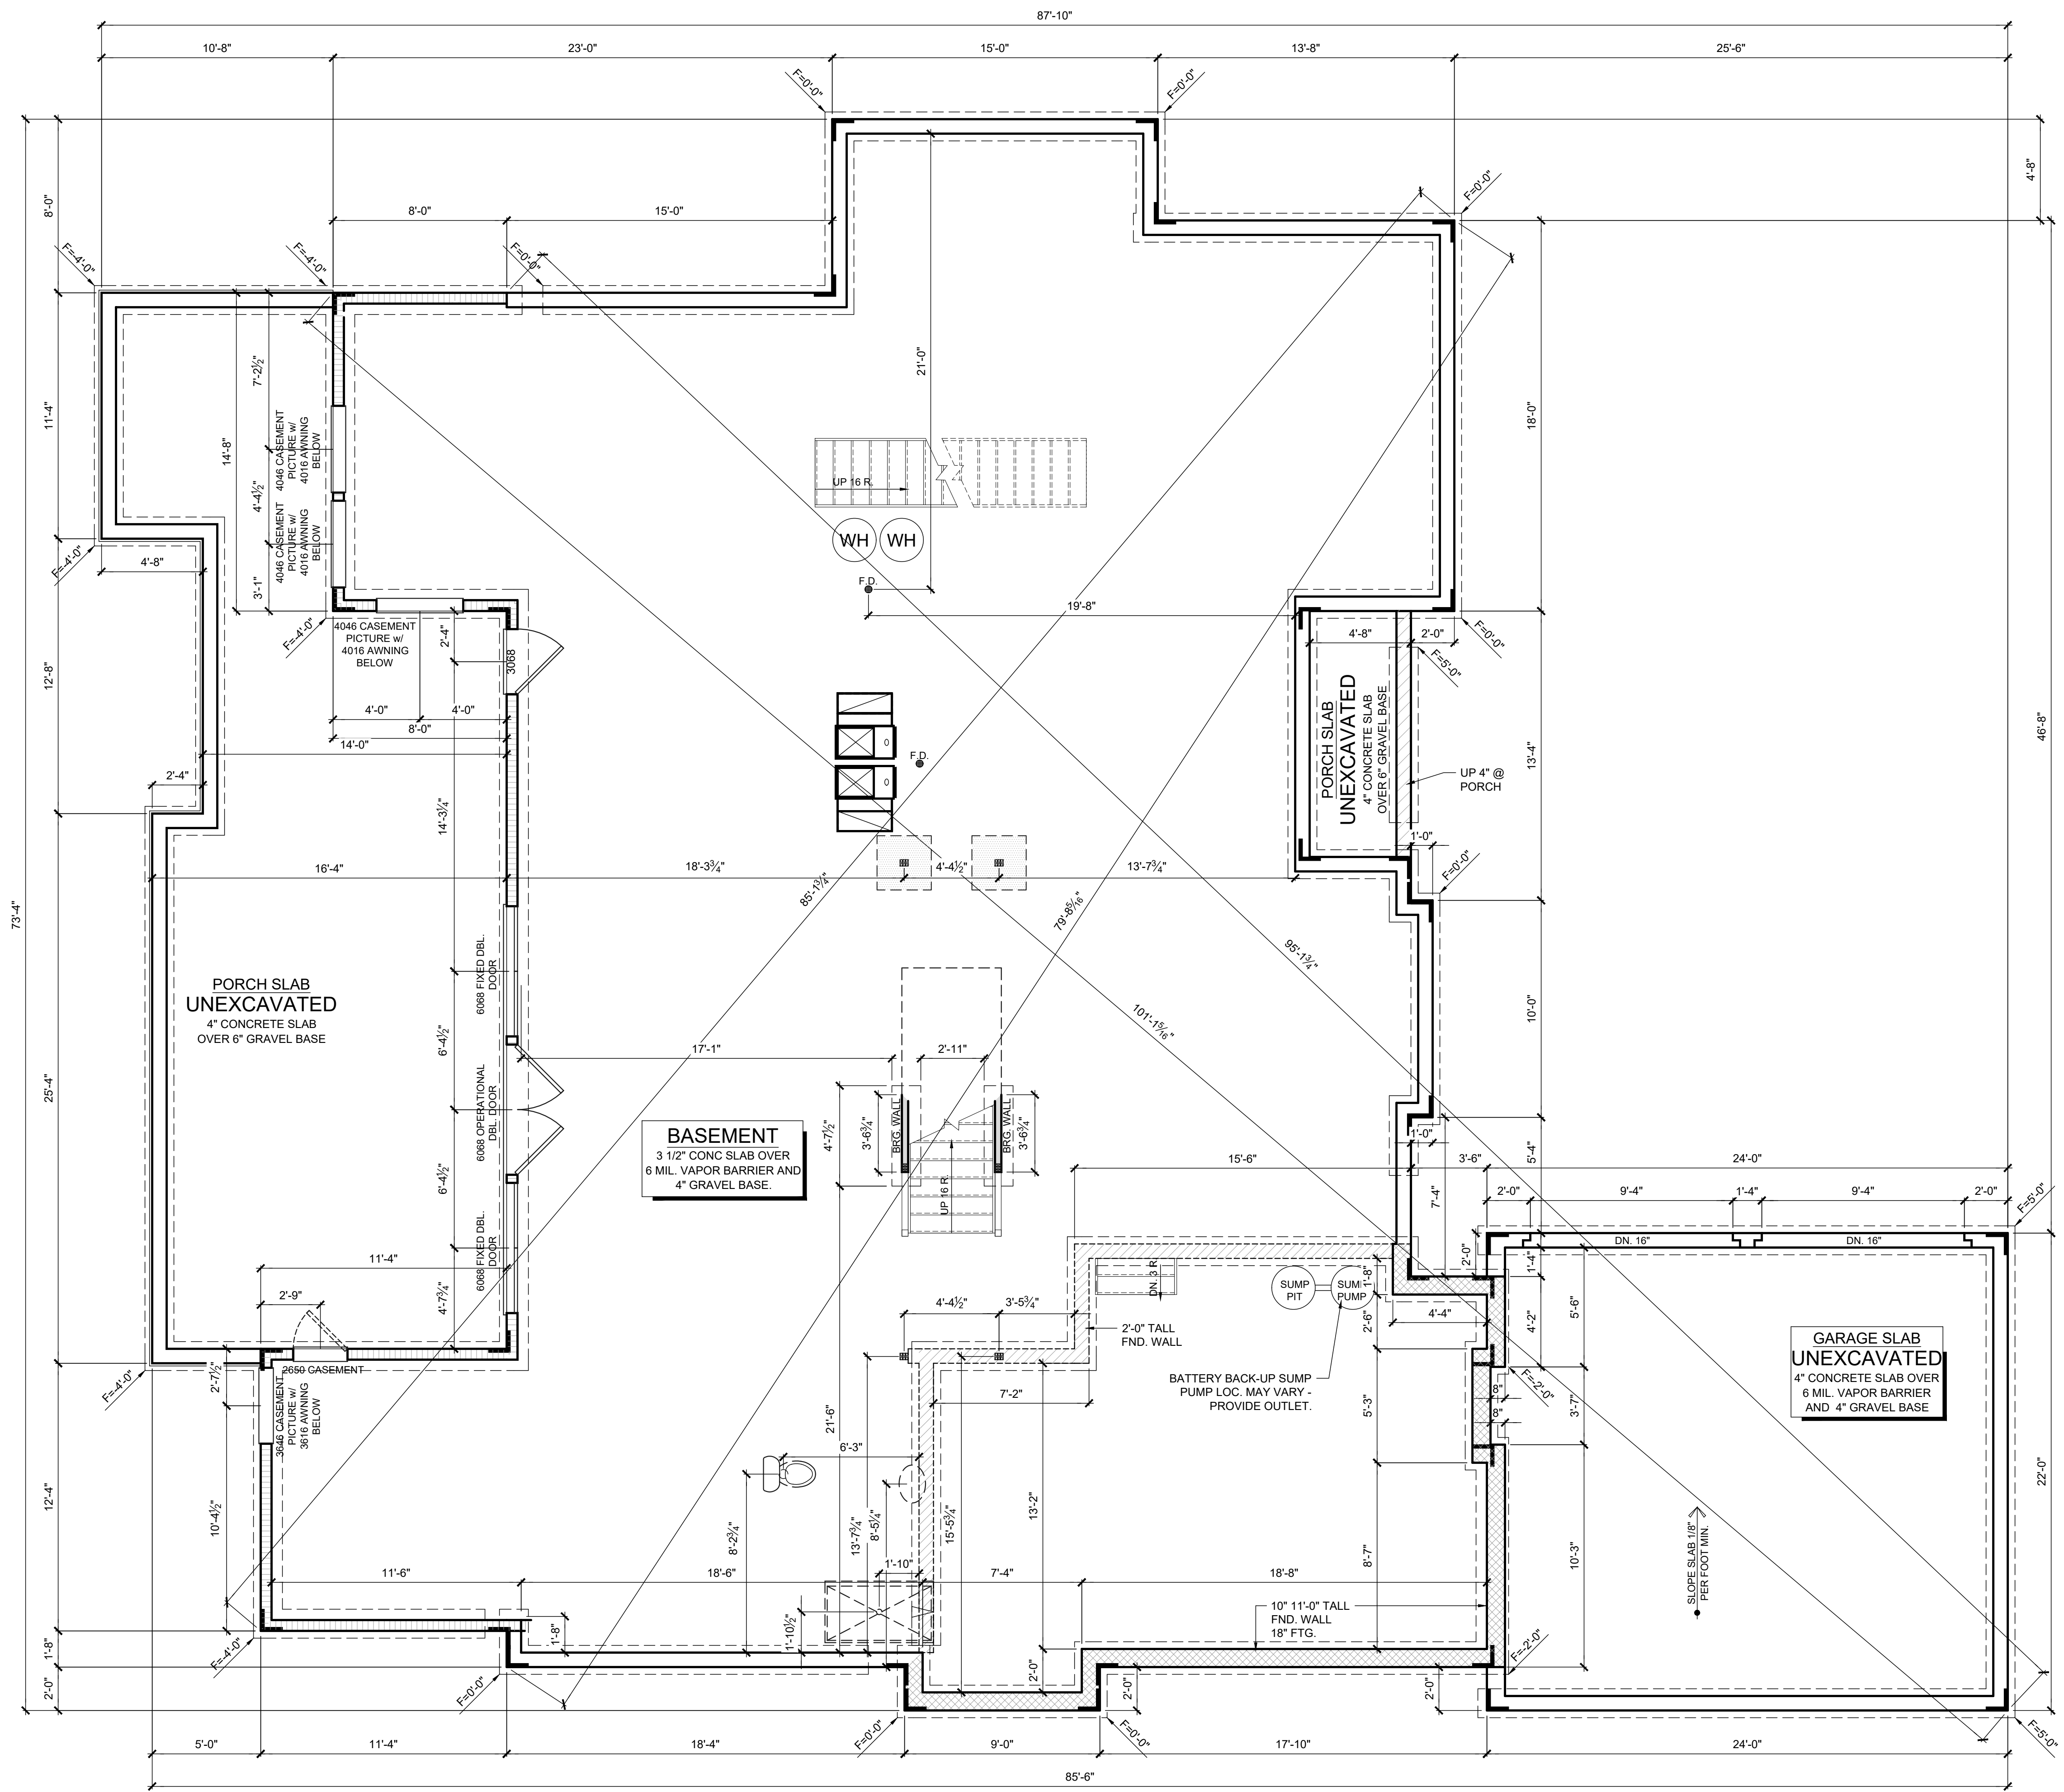 87'-10"
10'-8"
23'-0"
15'-0"
13'-8"
25'-6"
F=0'-0"
F=0'-0"
4'-8"
8'-0"
8'-0"
15'-0"
F=0'-0"
F=-4'-0"
F=-4'-0"
F=0'-0"
73'-4"
11'-4"
14'-8"
7'-2½"
4046 CASEMENT
PICTURE w/
4016 AWNING
BELOW
4'-4½"
4046 CASEMENT
PICTURE w/
4016 AWNING
BELOW
3'-1"
21'-0"
UP 16 R.
WH
WH
F.D.
19'-8"
18'-0"
46'-8"
F=-4'-0"
4'-8"
F=-4'-0"
4046 CASEMENT
PICTURE w/
4016 AWNING
BELOW
2'-4"
3068
4'-0"
4'-0"
8'-0"
14'-0"
2'-4"
12'-8"
4'-8"
2'-0"
F=0'-0"
F=5'-0"
PORCH SLAB
UNEXCAVATED
4" CONCRETE SLAB
OVER 6" GRAVEL BASE
UP 4" @
PORCH
13'-4"
F.D.
14'-3¼"
1'-0"
F=0'-0"
16'-4"
18'-3¾"
4'-4½"
13'-7¾"
85'-1¾"
79'-8⁵⁄₁₆"
95'-1¾"
101'-1⁵⁄₁₆"
PORCH SLAB
UNEXCAVATED
4" CONCRETE SLAB
OVER 6" GRAVEL BASE
6068 FIXED DBL.
DOOR
6'-4½"
6068 OPERATIONAL
DBL. DOOR
6'-4½"
6068 FIXED DBL.
DOOR
4'-7¾"
25'-4"
10'-0"
17'-1"
2'-11"
4'-7½"
3'-6¾"
BRG. WALL
BRG. WALL
3'-6¾"
UP 16 R.
BASEMENT
3 1/2" CONC SLAB OVER
6 MIL. VAPOR BARRIER AND
4" GRAVEL BASE.
1'-0"
5'-4"
15'-6"
3'-6"
24'-0"
7'-4"
2'-0"
9'-4"
1'-4"
9'-4"
2'-0"
F=5'-0"
DN. 16"
DN. 16"
2'-0"
1'-4"
11'-4"
2'-9"
2650 CASEMENT
3646 CASEMENT
PICTURE w/
3616 AWNING
BELOW
F=-4'-0"
2'-7½"
DN. 3 R.
SUMP
PIT
SUMP
PUMP
1'-8"
4'-4"
2'-6"
4'-2"
5'-6"
4'-4½"
3'-5¾"
2'-0" TALL
FND. WALL
BATTERY BACK-UP SUMP
PUMP LOC. MAY VARY -
PROVIDE OUTLET.
7'-2"
8"
8"
F=-2'-0"
3'-7"
5'-3"
GARAGE SLAB
UNEXCAVATED
4" CONCRETE SLAB OVER
6 MIL. VAPOR BARRIER
AND 4" GRAVEL BASE
22'-0"
12'-4"
10'-4½"
21'-6"
6'-3"
8'-2¾"
13'-7¾"
8'-5¼"
15'-5¾"
13'-2"
8'-7"
10'-3"
SLOPE SLAB 1/8"
PER FOOT MIN.
11'-6"
18'-6"
1'-10"
7'-4"
18'-8"
10" 11'-0" TALL
FND. WALL
18" FTG.
1'-8"
1'-10½"
1'-8"
2'-0"
F=-4'-0"
F=0'-0"
2'-0"
2'-0"
2'-0"
F=-2'-0"
F=0'-0"
F=0'-0"
F=5'-0"
5'-0"
11'-4"
18'-4"
9'-0"
17'-10"
24'-0"
85'-6"